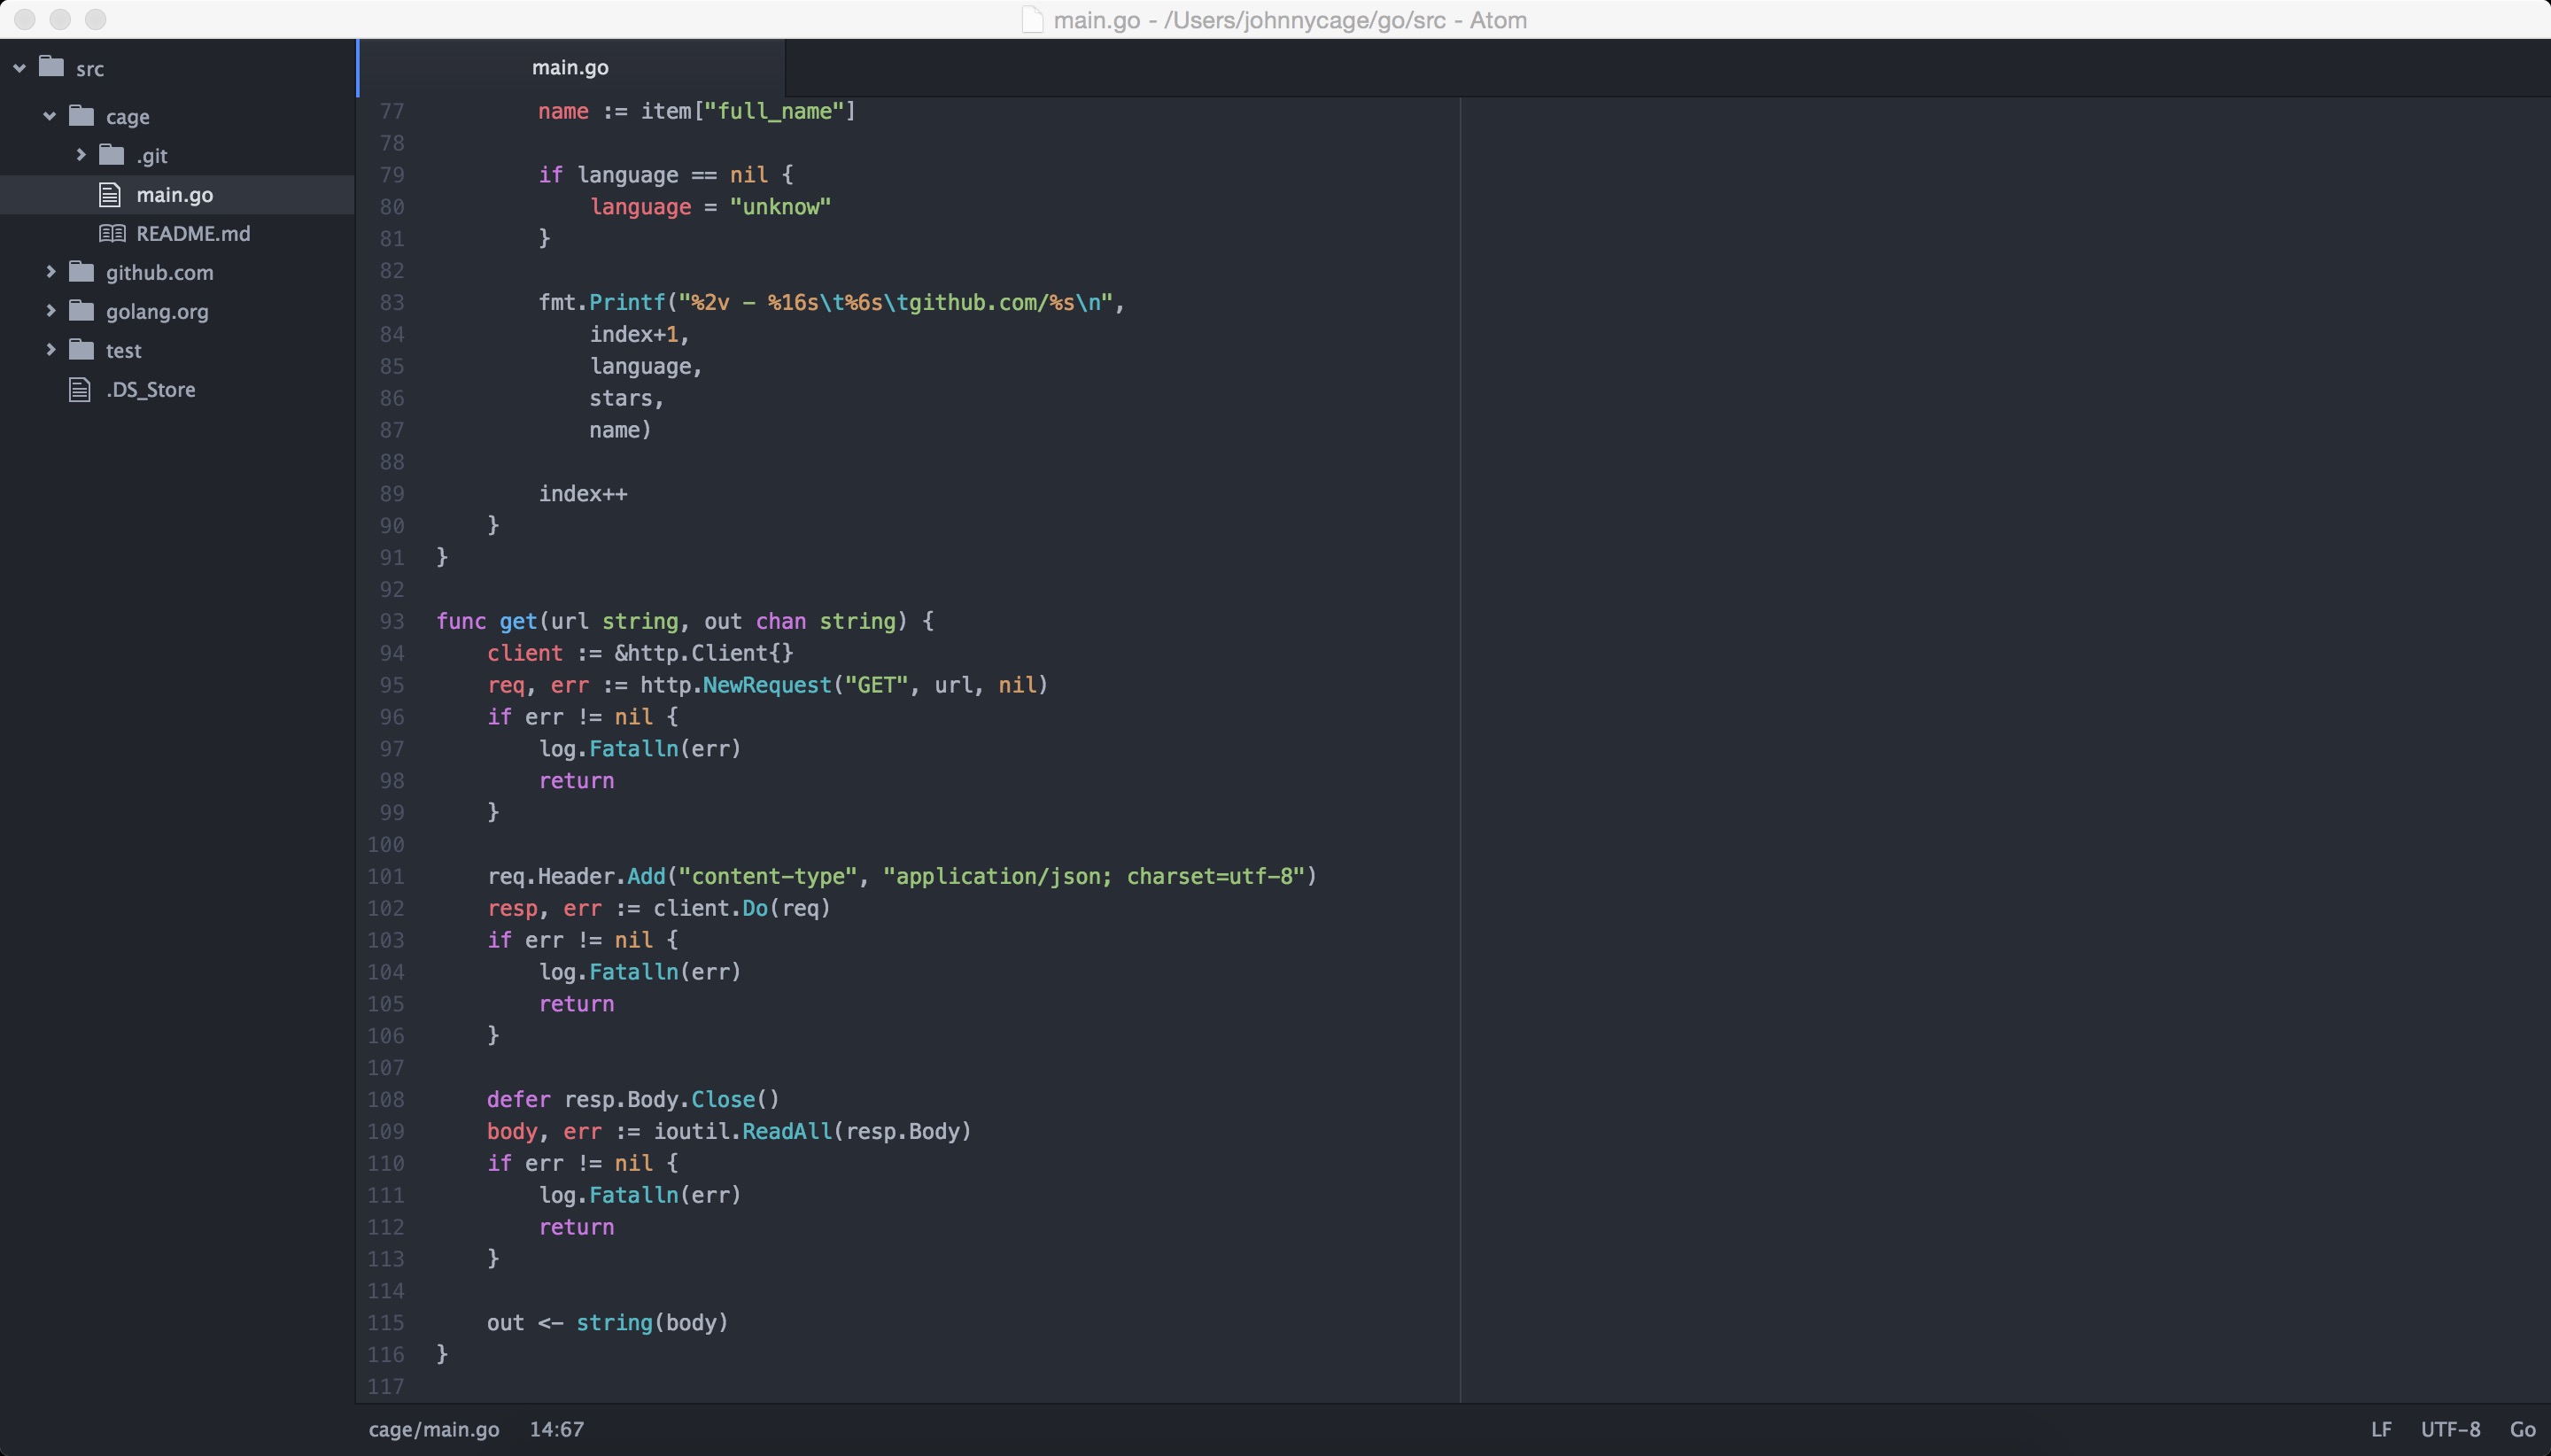 main.go - /Users/johnnycage/go/src - Atom
src
cage
.git
main.go
README.md
github.com
golang.org
test
.DS_Store
main.go
77 name := item["full_name"]
78
79 if language == nil {
80 language = "unknow"
81 }
82
83 fmt.Printf("%2v – %16s\t%6s\tgithub.com/%s\n",
84 index+1,
85 language,
86 stars,
87 name)
88
89 index++
90 }
91 }
92
93 func get(url string, out chan string) {
94 client := &http.Client{}
95 req, err := http.NewRequest("GET", url, nil)
96 if err != nil {
97 log.Fatalln(err)
98 return
99 }
100
101 req.Header.Add("content-type", "application/json; charset=utf-8")
102 resp, err := client.Do(req)
103 if err != nil {
104 log.Fatalln(err)
105 return
106 }
107
108 defer resp.Body.Close()
109 body, err := ioutil.ReadAll(resp.Body)
110 if err != nil {
111 log.Fatalln(err)
112 return
113 }
114
115 out <- string(body)
116 }
117
cage/main.go 14:67 LF UTF-8 Go